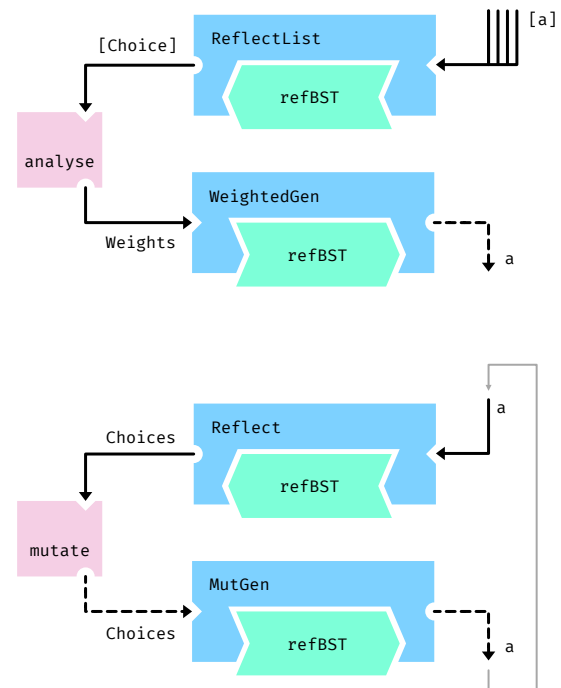 [a]
ReflectList
[Choice]
refBST
analyse
WeightedGen
Weights
refBST
a
a
Reflect
Choices
refBST
mutate
MutGen
Choices
refBST
a